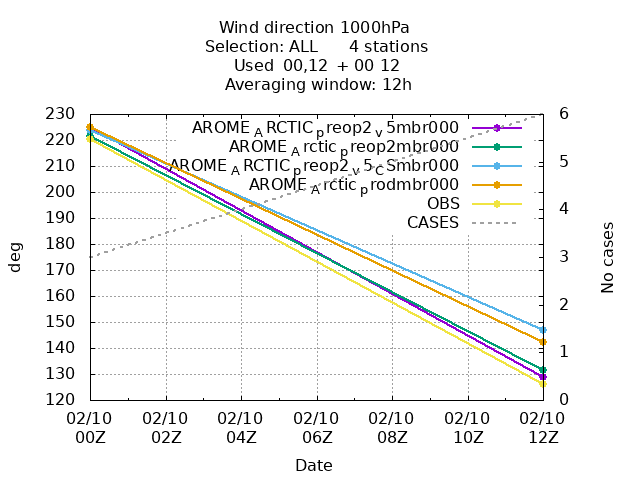 Wind direction 1000hPa
Selection: ALL 4 stations
Used 00,12 + 00 12
Averaging window: 12h
230
220
210
200
190
180
170
160
150
140
130
120
deg
AROME_ARCTIC_preop2_v5mbr000
AROME_Arctic_preop2mbr000
AROME_ARCTIC_preop2_v5_CSmbr000
AROME_Arctic_prodmbr000
OBS
CASES
6
5
4
3
2
1
0
No cases
02/10 02/10 02/10 02/10 02/10 02/10 02/10
00Z 02Z 04Z 06Z 08Z 10Z 12Z
Date